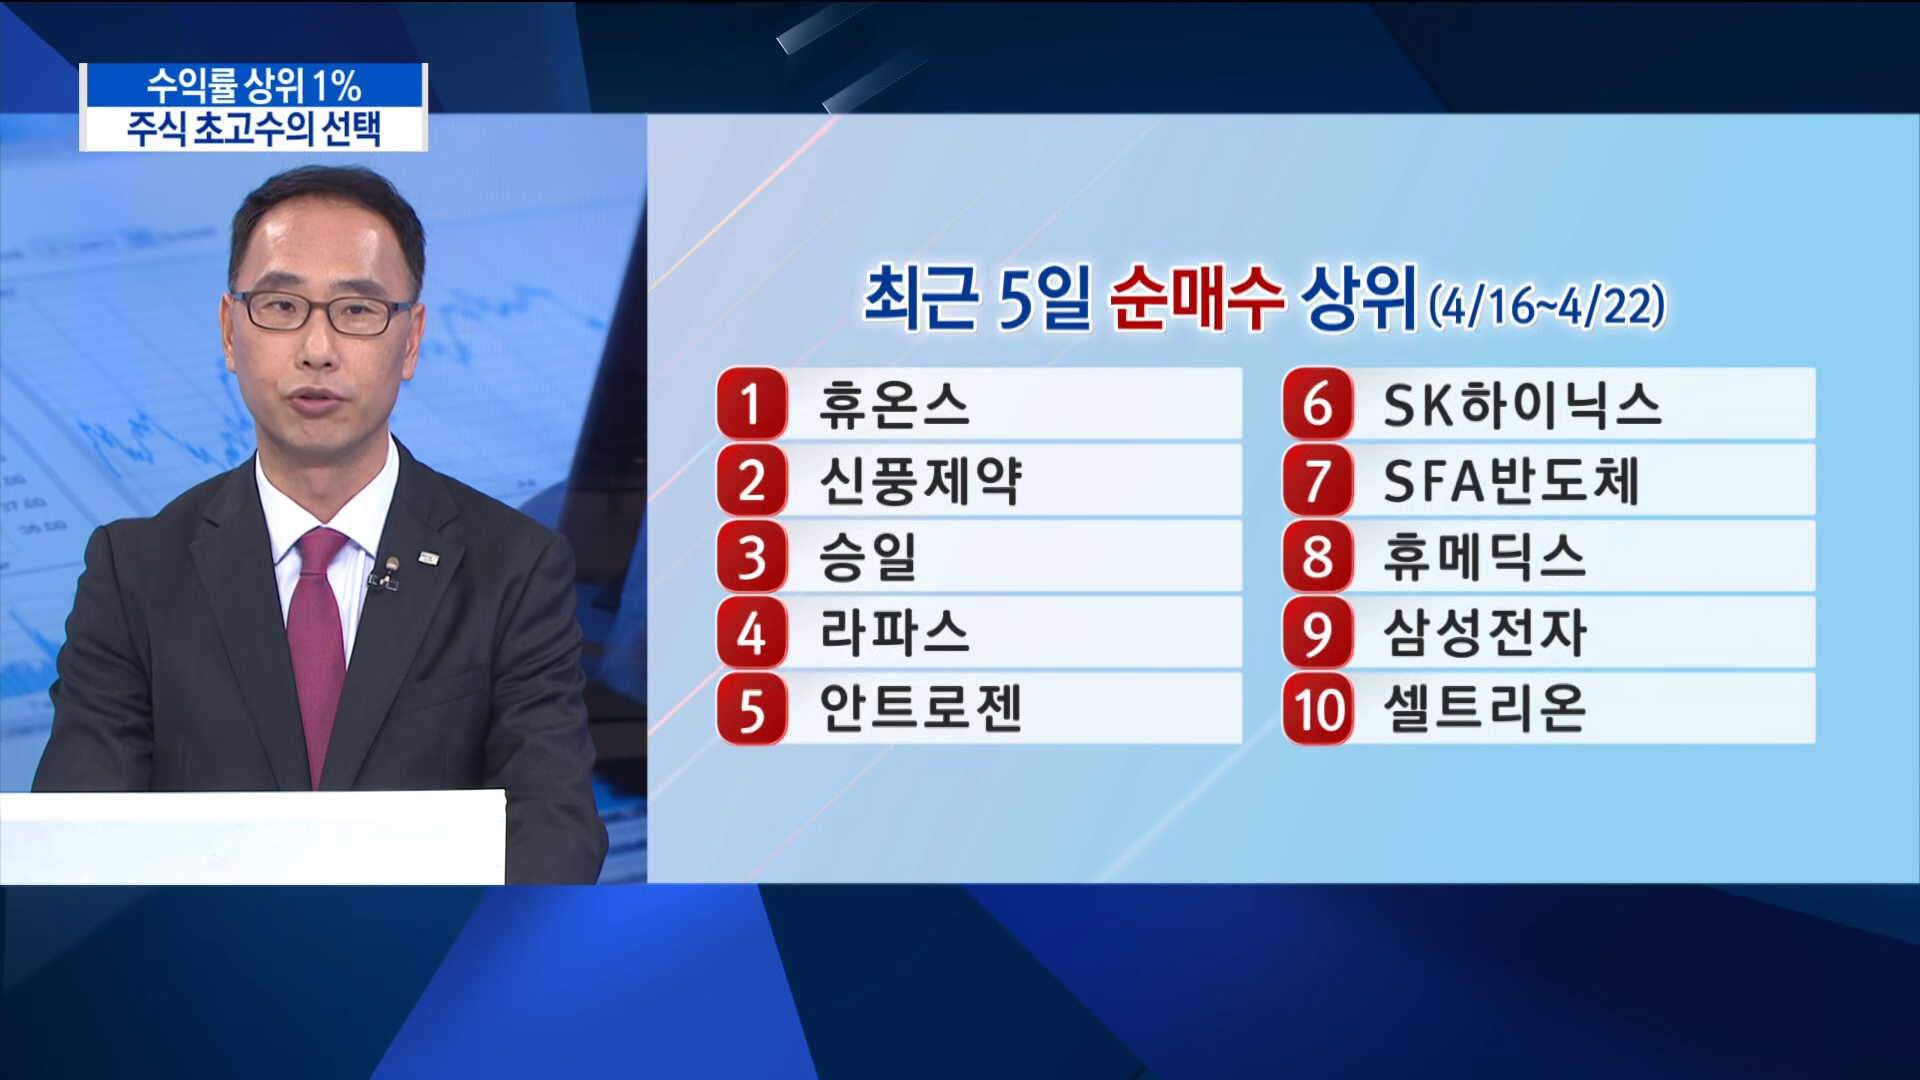 수익률 상위 1%
주식 초고수의 선택
최근 5일 순매수 상위 (4/16~4/22)
1 휴온스
2 신풍제약
3 승일
4 라파스
5 안트로젠
6 SK하이닉스
7 SFA반도체
8 휴메딕스
9 삼성전자
10 셀트리온